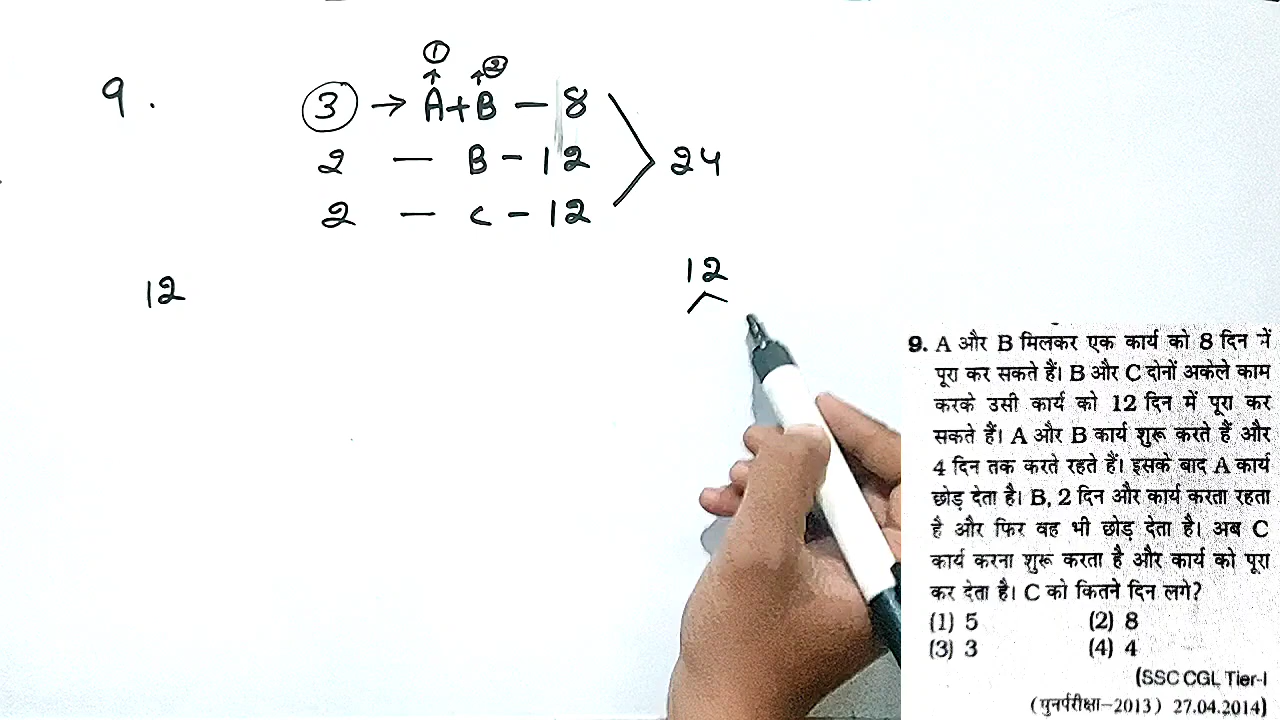 ① ②
9. ③ → A+B – 8
2 – B – 12 24
2 – C – 12
12 12
9. A और B मिलकर एक कार्य को 8 दिन में
पूरा कर सकते हैं। B और C दोनों अकेले काम
करके उसी कार्य को 12 दिन में पूरा कर
सकते हैं। A और B कार्य शुरू करते हैं और
4 दिन तक करते रहते हैं। इसके बाद A कार्य
छोड़ देता है। B, 2 दिन और कार्य करता रहता
है और फिर वह भी छोड़ देता है। अब C
कार्य करना शुरू करता है और कार्य को पूरा
कर देता है। C को कितने दिन लगे?
(1) 5 (2) 8
(3) 3 (4) 4
(SSC CGL Tier-I
(पुनर्परीक्षा–2013) 27.04.2014)